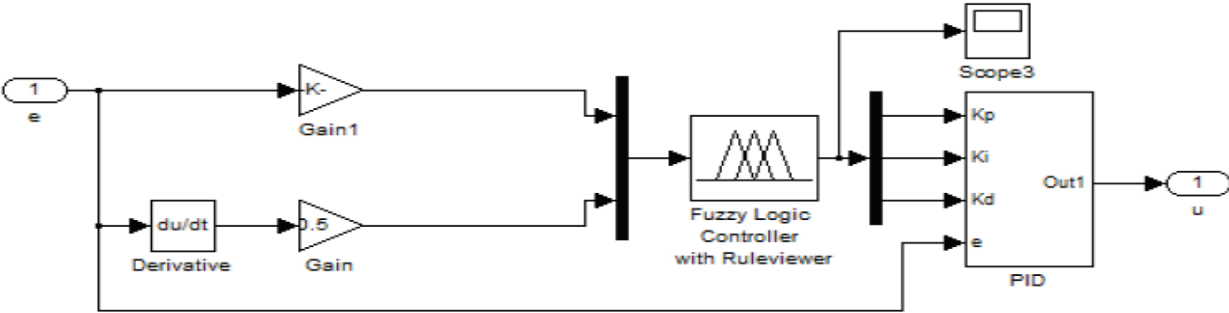 Scope3
1
e
-K-
Gain1
du/dt
Derivative
0.5
Gain
Fuzzy Logic
Controller
with Ruleviewer
Kp
Ki
Kd
e
Out1
PID
1
u